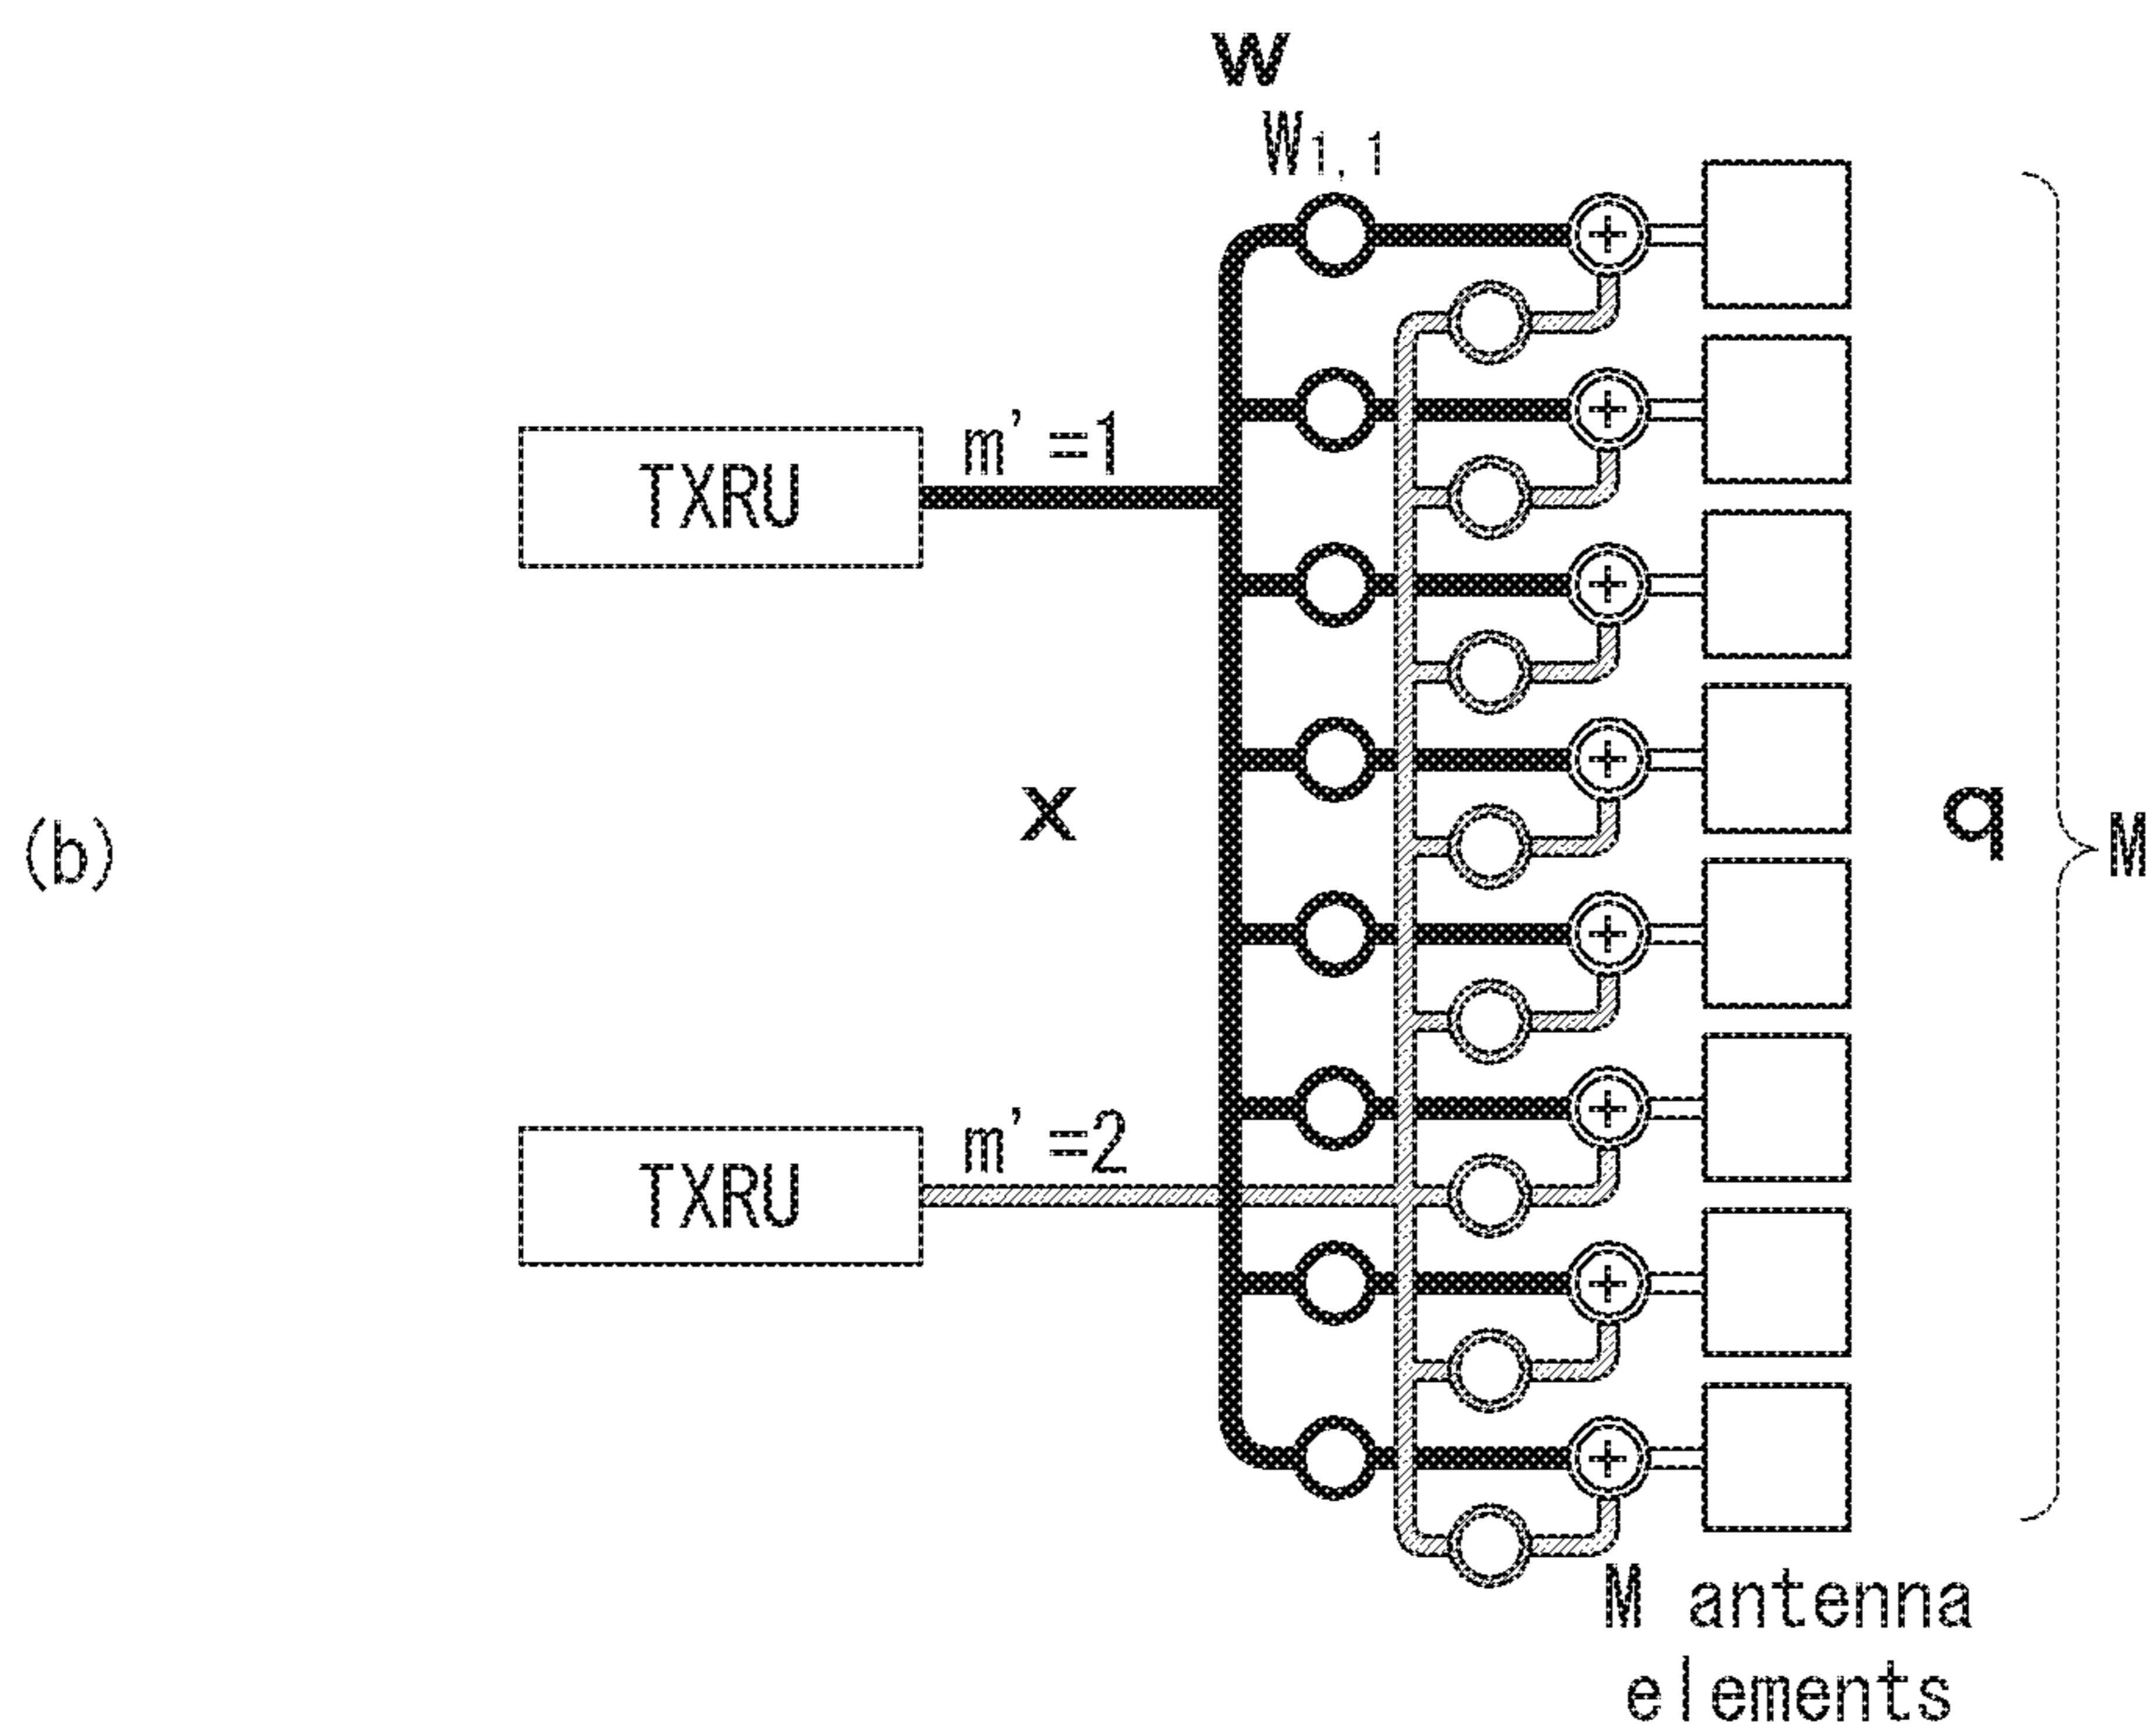 W
W1,1
m'=1
TXRU
x
q
M
(b)
m'=2
TXRU
M antenna
elements